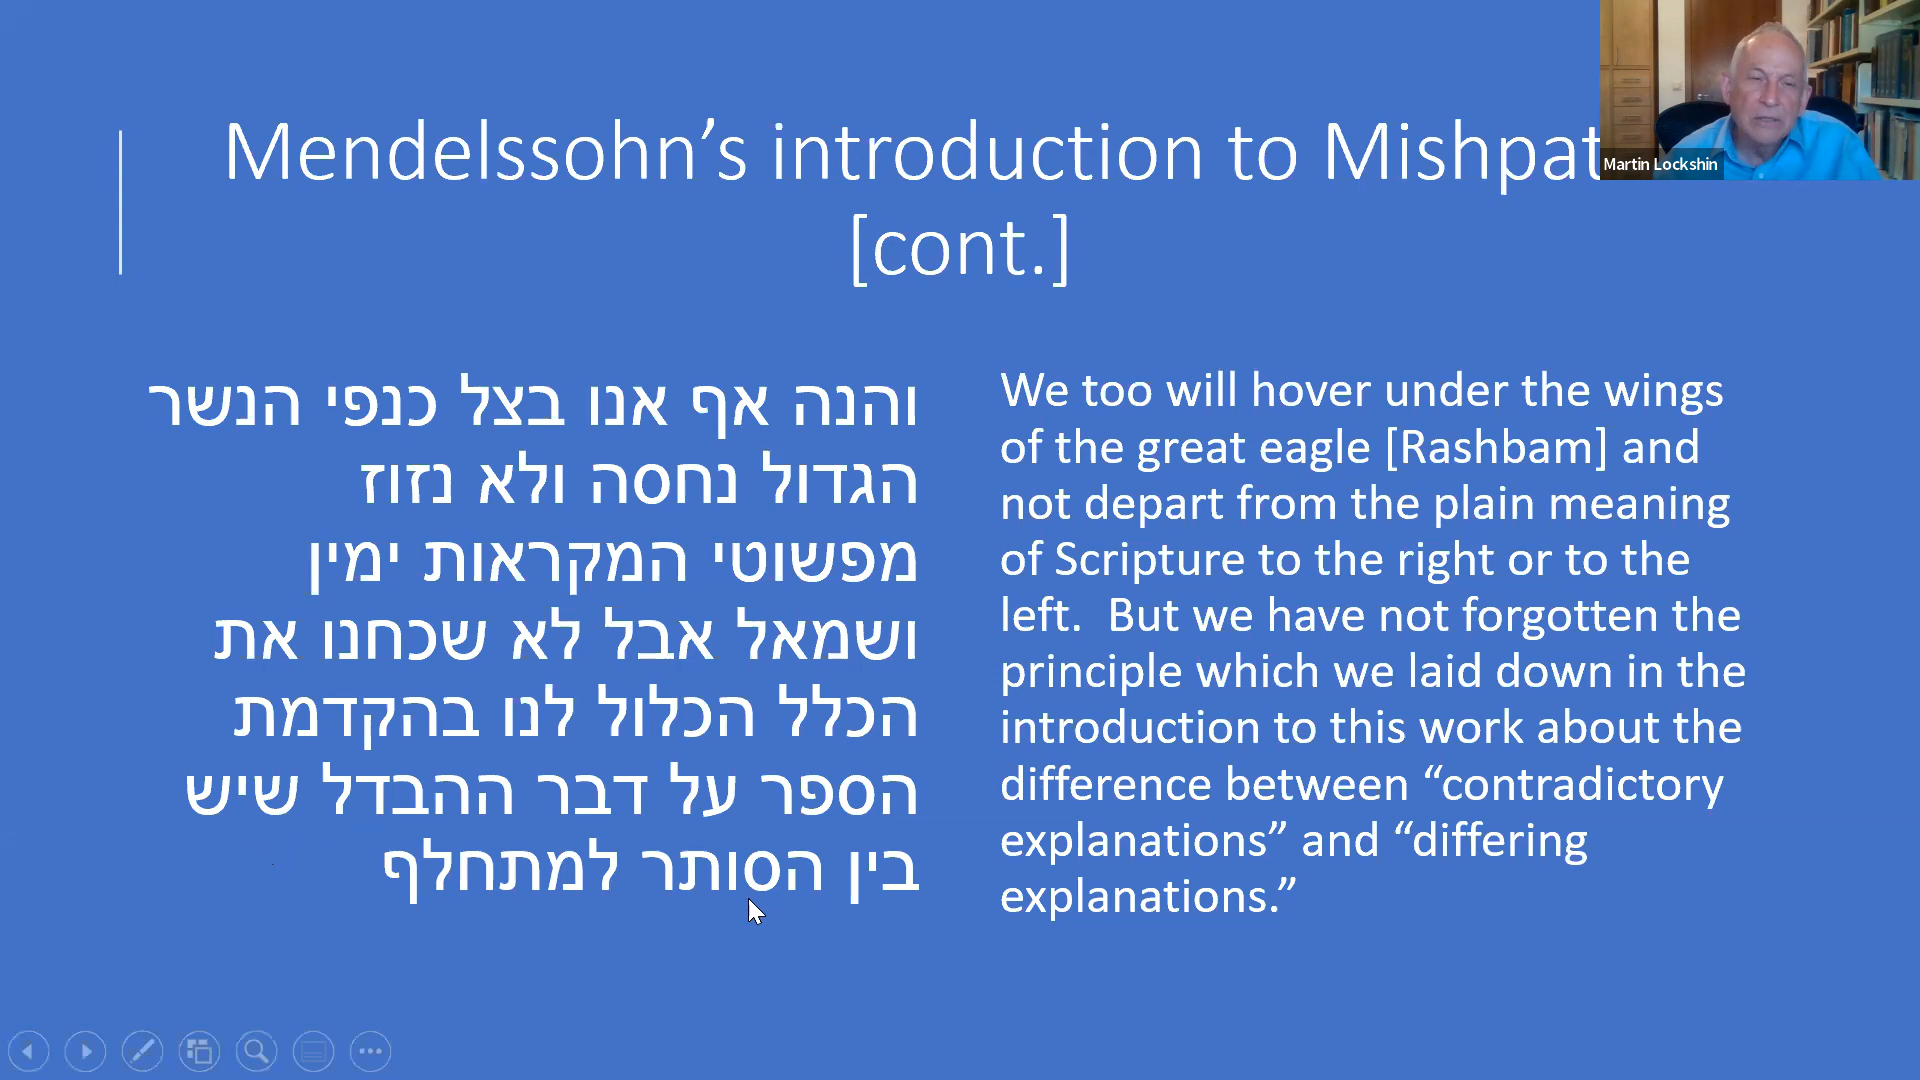 Mendelssohn’s introduction to Mishpat
[cont.]
Martin Lockshin
והנה אף אנו בצל כנפי הנשר
הגדול נחסה ולא נזוז
מפשוטי המקראות ימין
ושמאל אבל לא שכחנו את
הכלל הכלול לנו בהקדמת
הספר על דבר ההבדל שיש
בין הסותר למתחלף
We too will hover under the wings
of the great eagle [Rashbam] and
not depart from the plain meaning
of Scripture to the right or to the
left.  But we have not forgotten the
principle which we laid down in the
introduction to this work about the
difference between “contradictory
explanations” and “differing
explanations.”